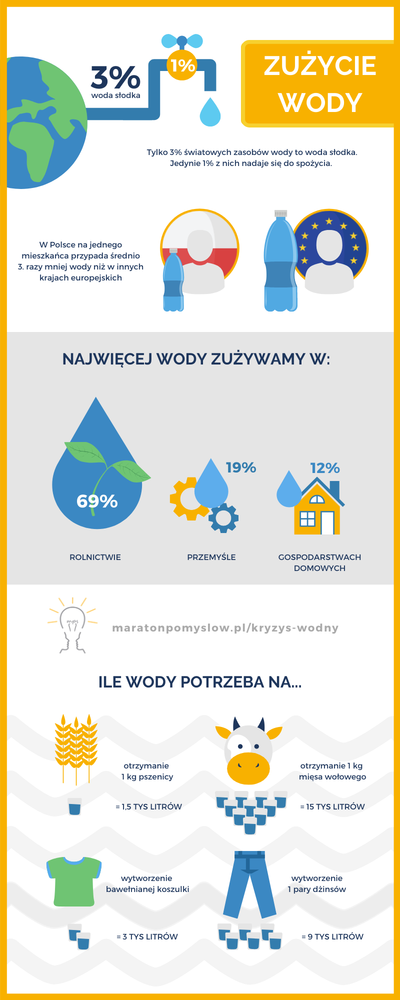 3%
woda słodka
1%
ZUŻYCIE
WODY
Tylko 3% światowych zasobów wody to woda słodka.
Jedynie 1% z nich nadaje się do spożycia.
W Polsce na jednego
mieszkańca przypada średnio
3. razy mniej wody niż w innych
krajach europejskich
NAJWIĘCEJ WODY ZUŻYWAMY W:
69%
19%
12%
ROLNICTWIE
PRZEMYŚLE
GOSPODARSTWACH
DOMOWYCH
mps
maratonpomyslow.pl/kryzys-wodny
ILE WODY POTRZEBA NA...
otrzymanie
1 kg pszenicy
= 1,5 TYS LITRÓW
otrzymanie 1 kg
mięsa wołowego
= 15 TYS LITRÓW
wytworzenie
bawełnianej koszulki
= 3 TYS LITRÓW
wytworzenie
1 pary dżinsów
= 9 TYS LITRÓW